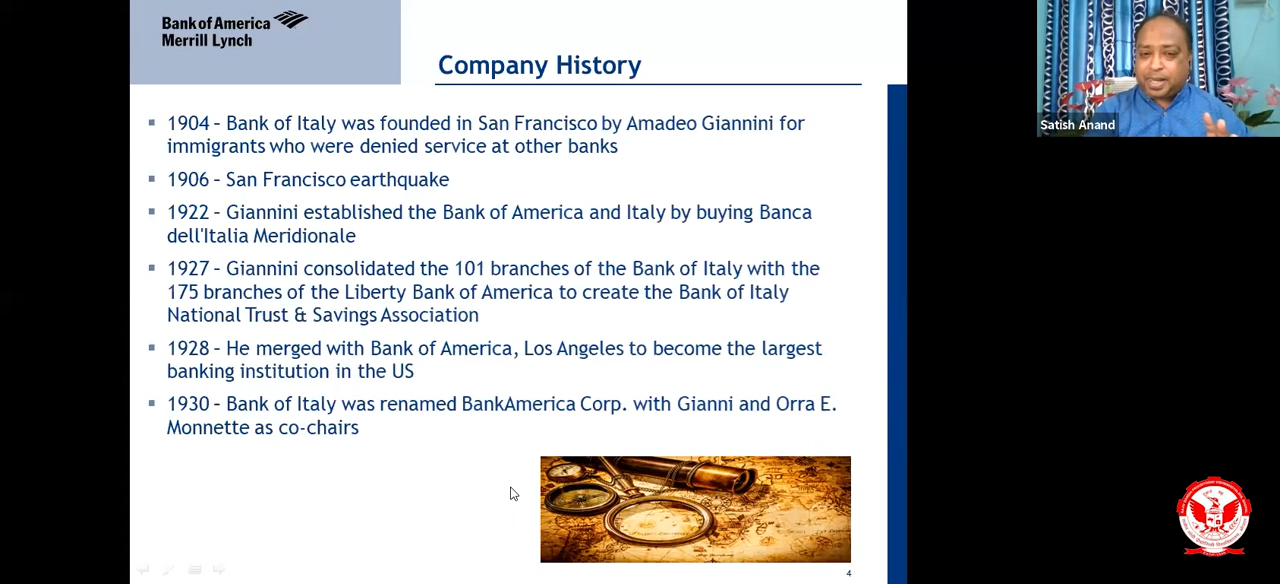 Bank of America
Merrill Lynch
Company History
1904 – Bank of Italy was founded in San Francisco by Amadeo Giannini for
immigrants who were denied service at other banks
1906 – San Francisco earthquake
1922 – Giannini established the Bank of America and Italy by buying Banca
dell'Italia Meridionale
1927 – Giannini consolidated the 101 branches of the Bank of Italy with the
175 branches of the Liberty Bank of America to create the Bank of Italy
National Trust & Savings Association
1928 – He merged with Bank of America, Los Angeles to become the largest
banking institution in the US
1930 – Bank of Italy was renamed BankAmerica Corp. with Gianni and Orra E.
Monnette as co-chairs
4
Satish Anand